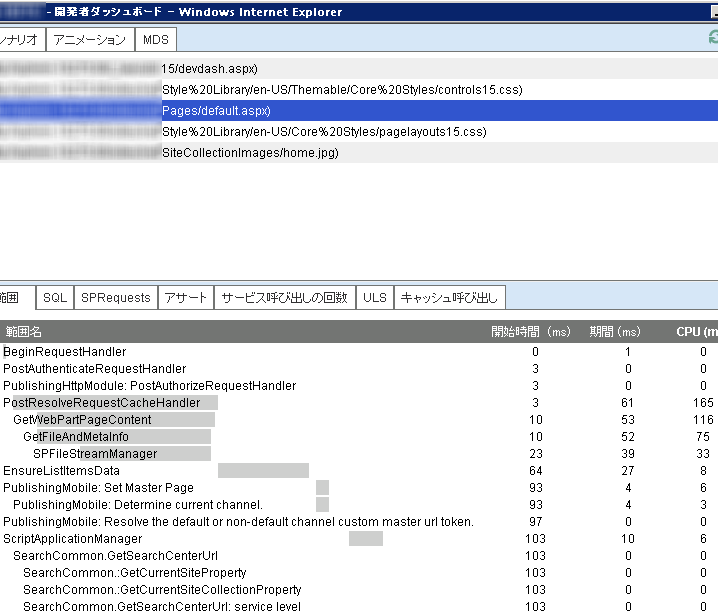 - 開発者ダッシュボード - Windows Internet Explorer
ナリオ アニメーション MDS
15/devdash.aspx)
Style%20Library/en-US/Themable/Core%20Styles/controls15.css)
Pages/default.aspx)
Style%20Library/en-US/Core%20Styles/pagelayouts15.css)
SiteCollectionImages/home.jpg)
範囲 SQL SPRequests アサート サービス呼び出しの回数 ULS キャッシュ呼び出し
範囲名 開始時間 (ms) 期間 (ms) CPU (m
BeginRequestHandler 0 1 0
PostAuthenticateRequestHandler 3 0 0
PublishingHttpModule: PostAuthorizeRequestHandler 3 0 0
PostResolveRequestCacheHandler 3 61 165
GetWebPartPageContent 10 53 116
GetFileAndMetaInfo 10 52 75
SPFileStreamManager 23 39 33
EnsureListItemsData 64 27 8
PublishingMobile: Set Master Page 93 4 6
PublishingMobile: Determine current channel. 93 4 3
PublishingMobile: Resolve the default or non-default channel custom master url token. 97 0 0
ScriptApplicationManager 103 10 6
SearchCommon.GetSearchCenterUrl 103 0 0
SearchCommon.:GetCurrentSiteProperty 103 0 0
SearchCommon.:GetCurrentSiteCollectionProperty 103 0 0
SearchCommon.GetSearchCenterUrl: service level 103 0 0